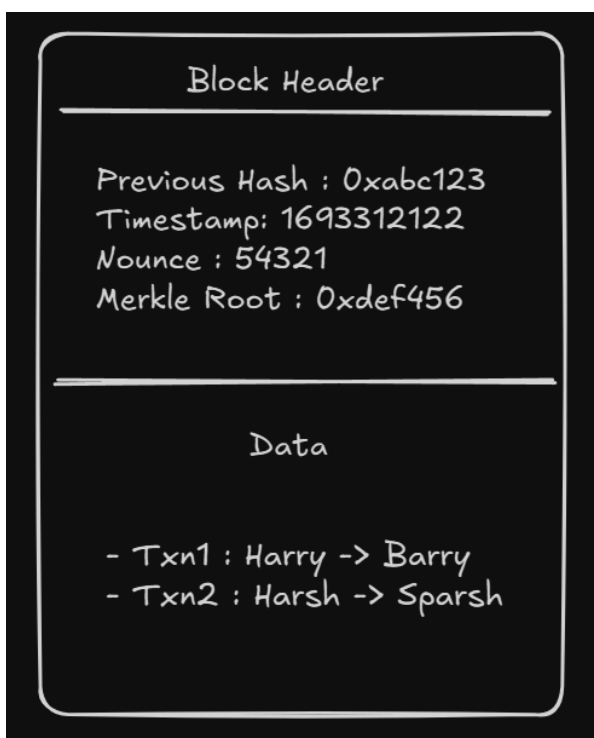 Block Header
Previous Hash : 0xabc123
Timestamp: 1693312122
Nounce : 54321
Merkle Root : 0xdef456
Data
- Txn1 : Harry -> Barry
- Txn2 : Harsh -> Sparsh